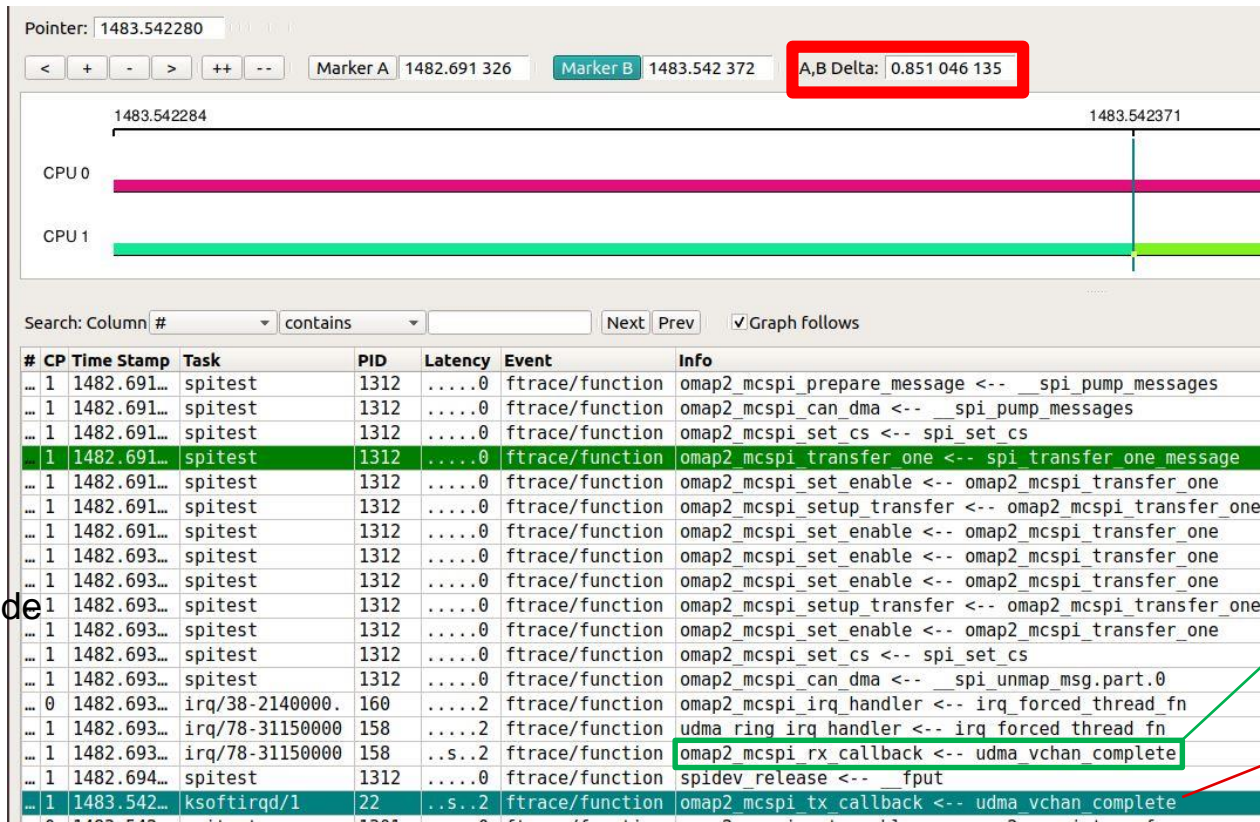 Pointer: 1483.542280
< + - > ++ -- Marker A 1482.691 326 Marker B 1483.542 372 A,B Delta: 0.851 046 135
1483.542284 1483.542371
CPU 0
CPU 1
Search: Column # contains Next Prev Graph follows
# CP Time Stamp Task PID Latency Event Info
... 1 1482.691... spitest 1312 .....0 ftrace/function omap2_mcspi_prepare_message <-- __spi_pump_messages
... 1 1482.691... spitest 1312 .....0 ftrace/function omap2_mcspi_can_dma <-- __spi_pump_messages
... 1 1482.691... spitest 1312 .....0 ftrace/function omap2_mcspi_set_cs <-- spi_set_cs
... 1 1482.691... spitest 1312 .....0 ftrace/function omap2_mcspi_transfer_one <-- spi_transfer_one_message
... 1 1482.691... spitest 1312 .....0 ftrace/function omap2_mcspi_set_enable <-- omap2_mcspi_transfer_one
... 1 1482.691... spitest 1312 .....0 ftrace/function omap2_mcspi_setup_transfer <-- omap2_mcspi_transfer_one
... 1 1482.691... spitest 1312 .....0 ftrace/function omap2_mcspi_set_enable <-- omap2_mcspi_transfer_one
... 1 1482.693... spitest 1312 .....0 ftrace/function omap2_mcspi_set_enable <-- omap2_mcspi_transfer_one
... 1 1482.693... spitest 1312 .....0 ftrace/function omap2_mcspi_set_enable <-- omap2_mcspi_transfer_one
de 1 1482.693... spitest 1312 .....0 ftrace/function omap2_mcspi_setup_transfer <-- omap2_mcspi_transfer_one
... 1 1482.693... spitest 1312 .....0 ftrace/function omap2_mcspi_set_enable <-- omap2_mcspi_transfer_one
... 1 1482.693... spitest 1312 .....0 ftrace/function omap2_mcspi_set_cs <-- spi_set_cs
... 1 1482.693... spitest 1312 .....0 ftrace/function omap2_mcspi_can_dma <-- __spi_unmap_msg.part.0
... 0 1482.693... irq/38-2140000. 160 .....2 ftrace/function omap2_mcspi_irq_handler <-- irq_forced_thread_fn
... 1 1482.693... irq/78-31150000 158 .....2 ftrace/function udma_ring_irq_handler <-- irq_forced_thread_fn
... 1 1482.693... irq/78-31150000 158 ..s..2 ftrace/function omap2_mcspi_rx_callback <-- udma_vchan_complete
... 1 1482.694... spitest 1312 .....0 ftrace/function spidev_release <-- __fput
... 1 1483.542... ksoftirqd/1 22 ..s..2 ftrace/function omap2_mcspi_tx_callback <-- udma_vchan_complete